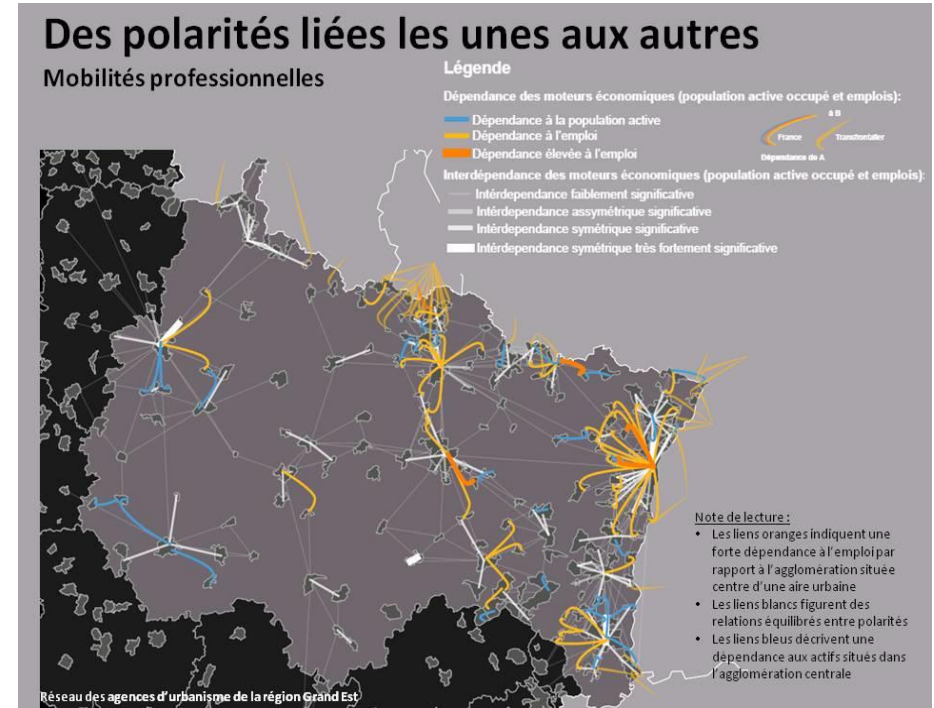 Des polarités liées les unes aux autres
Mobilités professionnelles
Légende
Dépendance des moteurs économiques (population active occupé et emplois):
Dépendance à la population active
Dépendance à l'emploi
Dépendance élevée à l'emploi
à B
France
Transfrontalier
Dépendance de A
Interdépendance des moteurs économiques (population active occupé et emplois):
Intérdependance faiblement significative
Intérdependance assymétrique significative
Intérdependance symétrique significative
Intérdependance symétrique très fortement significative
Note de lecture :
• Les liens oranges indiquent une
forte dépendance à l'emploi par
rapport à l'agglomération située
centre d'une aire urbaine
• Les liens blancs figurent des
relations équilibrés entre polarités
• Les liens bleus décrivent une
dépendance aux actifs situés dans
l'agglomération centrale
Réseau des agences d'urbanisme de la région Grand Est